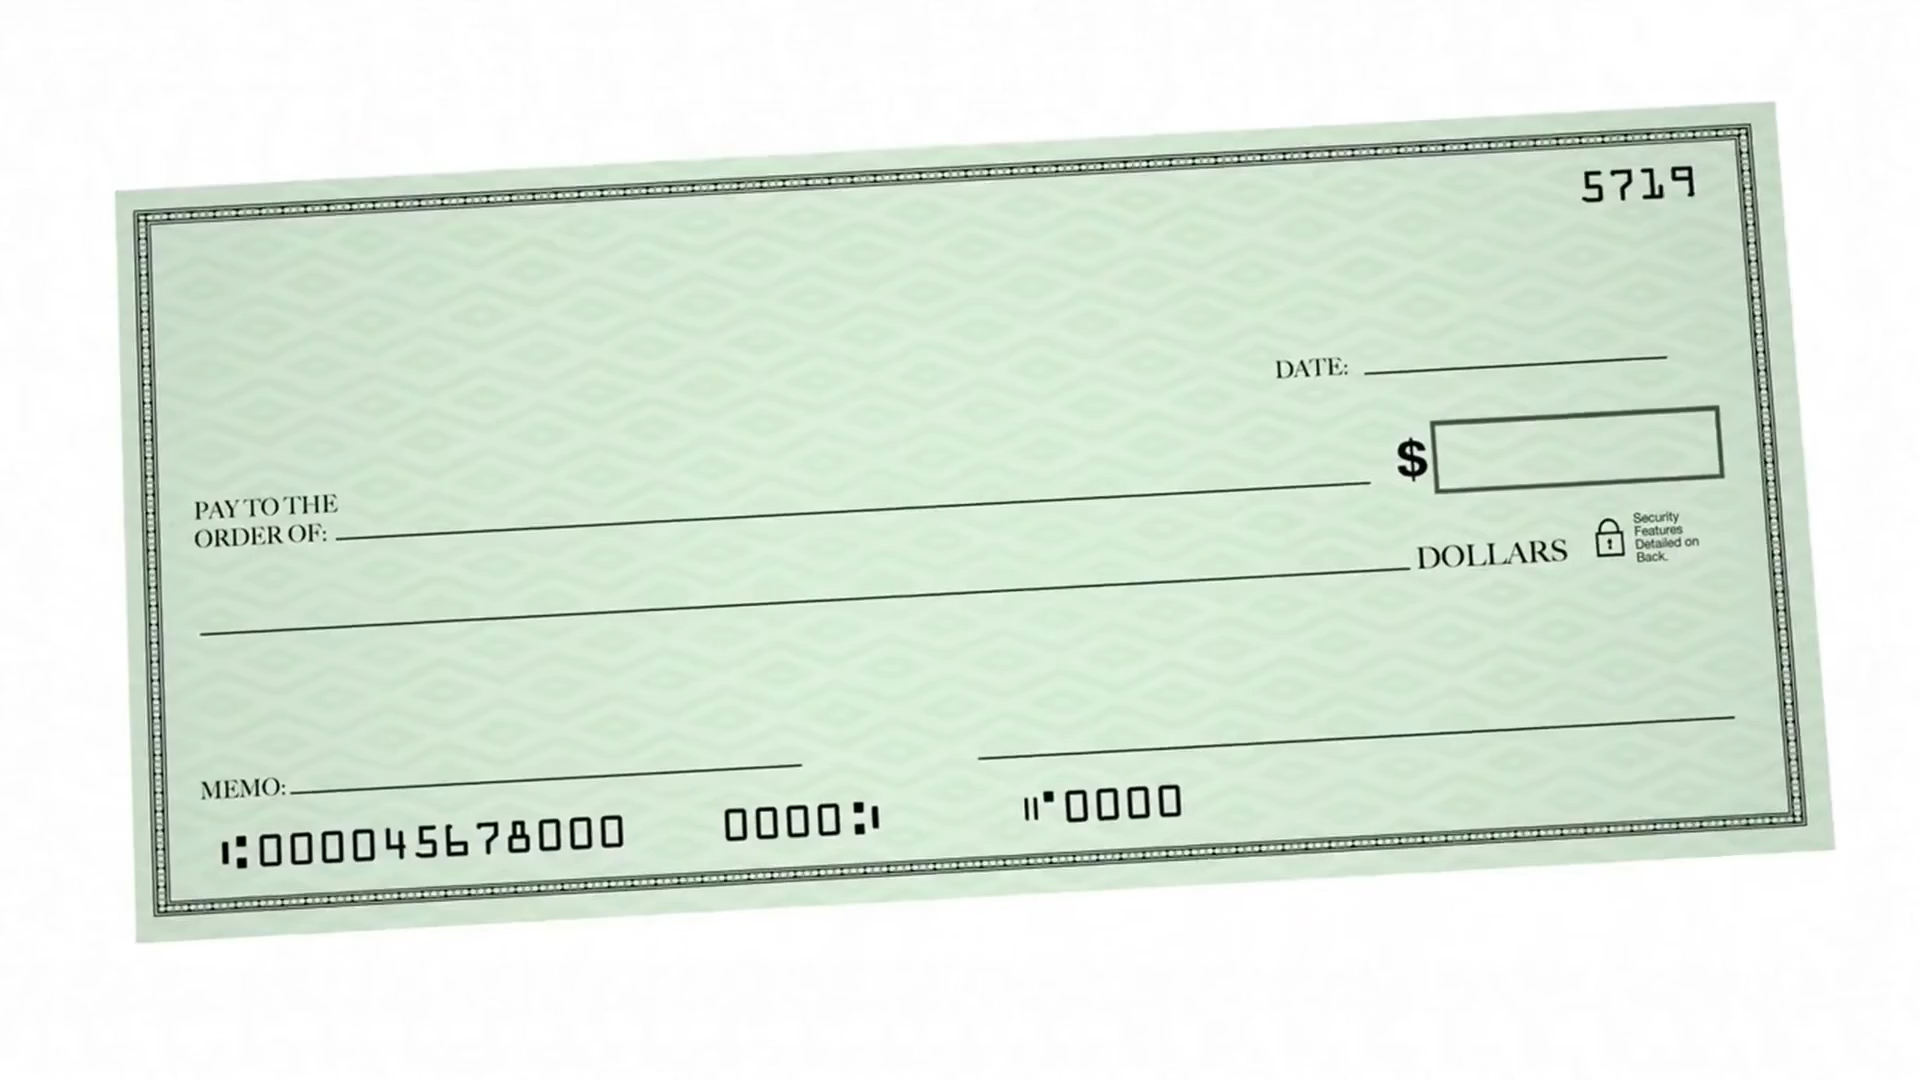 5719
DATE:
$
PAY TO THE
ORDER OF:
DOLLARS
Security
Features
Detailed on
Back.
MEMO:
⑆000045678000 0000⑆ ⑈0000